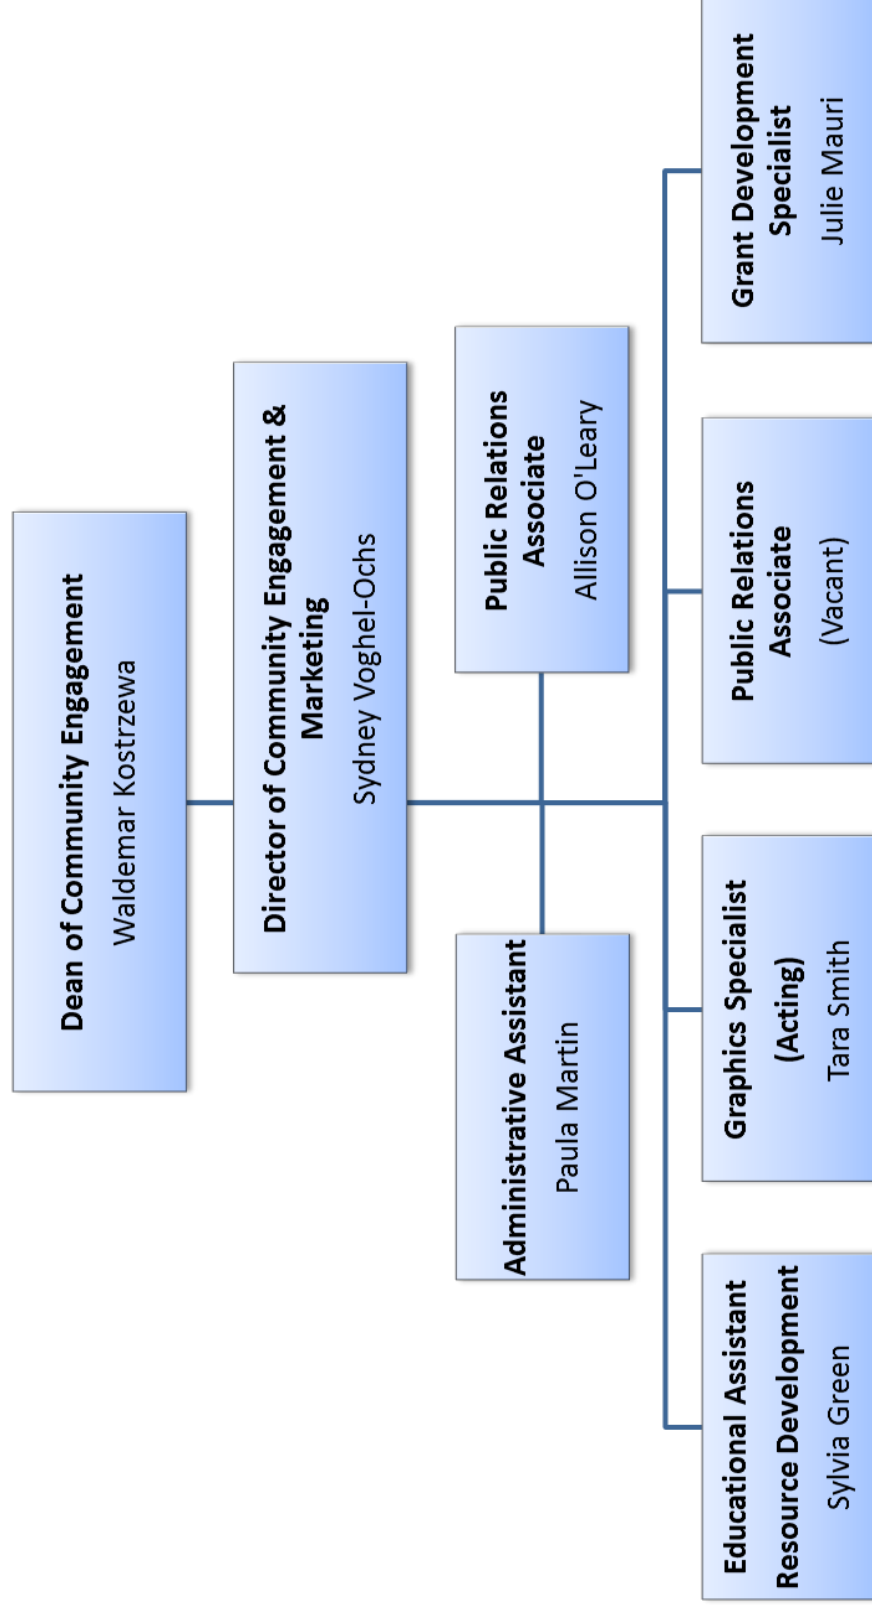 Dean of Community Engagement
Waldemar Kostrzewa
Director of Community Engagement &
Marketing
Sydney Voghel-Ochs
Administrative Assistant
Paula Martin
Public Relations
Associate
Allison O'Leary
Educational Assistant
Resource Development
Sylvia Green
Graphics Specialist
(Acting)
Tara Smith
Public Relations
Associate
(Vacant)
Grant Development
Specialist
Julie Mauri